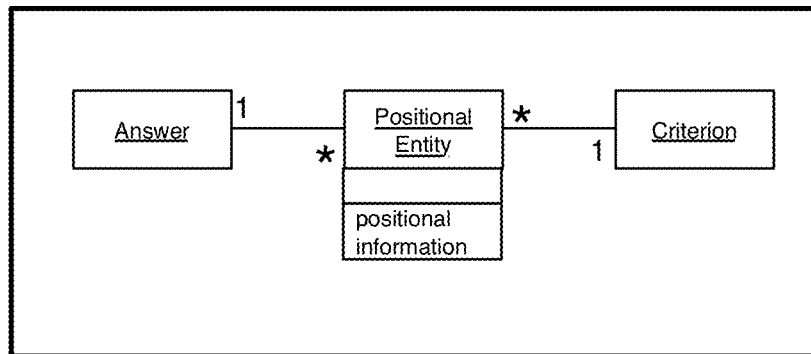 Answer
1
*
Positional
Entity
positional
information
*
1
Criterion